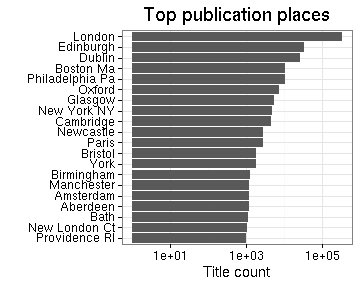 Top publication places
London
Edinburgh
Dublin
Boston Ma
Philadelphia Pa
Oxford
Glasgow
New York NY
Cambridge
Newcastle
Paris
Bristol
York
Birmingham
Manchester
Amsterdam
Aberdeen
Bath
New London Ct
Providence RI
1e+01 1e+03 1e+05
Title count